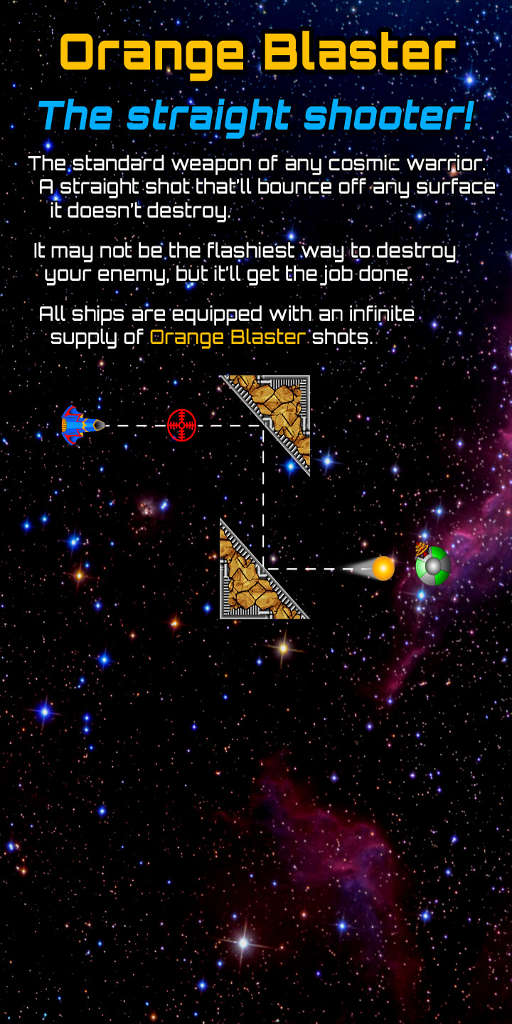 Orange Blaster
The straight shooter!
The standard weapon of any cosmic warrior.
A straight shot that'll bounce off any surface
it doesn't destroy.
It may not be the flashiest way to destroy
your enemy, but it'll get the job done.
All ships are equipped with an infinite
supply of Orange Blaster shots.